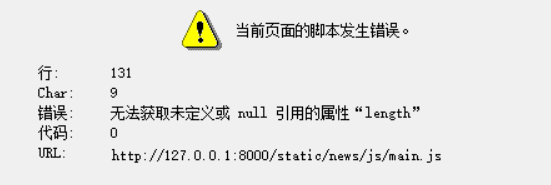 当前页面的脚本发生错误。
行: 131
Char: 9
错误: 无法获取未定义或 null 引用的属性“length”
代码: 0
URL: http://127.0.0.1:8000/static/news/js/main.js